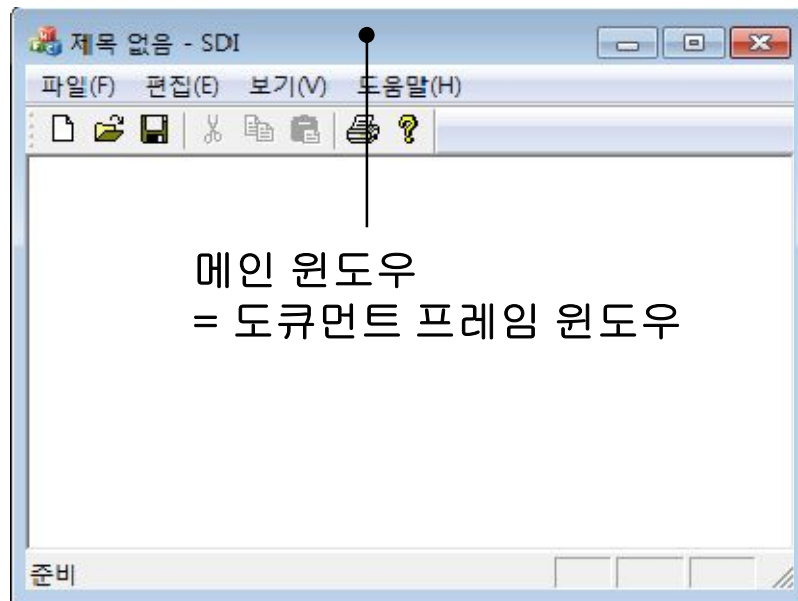 제목 없음 - SDI
파일(F) 편집(E) 보기(V) 도움말(H)
메인 윈도우
= 도큐먼트 프레임 윈도우
준비